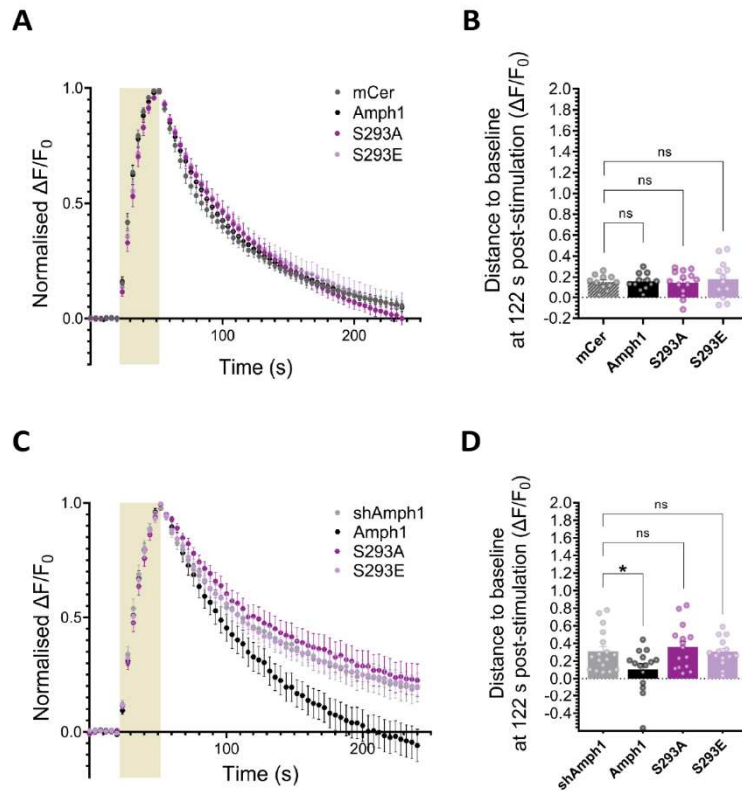 A
Normalised ΔF/F0
1.0
0.5
0.0
100
200
Time (s)
mCer
Amph1
S293A
S293E
B
Distance to baseline
at 122 s post-stimulation (ΔF/F0)
2.0
1.8
1.6
1.4
1.2
1.0
0.8
0.6
0.4
0.2
0.0
-0.2
ns
ns
ns
mCer
Amph1
S293A
S293E
C
Normalised ΔF/F0
1.0
0.5
0.0
100
200
Time (s)
shAmph1
Amph1
S293A
S293E
D
Distance to baseline
at 122 s post-stimulation (ΔF/F0)
2.0
1.8
1.6
1.4
1.2
1.0
0.8
0.6
0.4
0.2
0.0
-0.2
-0.4
ns
ns
*
shAmph1
Amph1
S293A
S293E